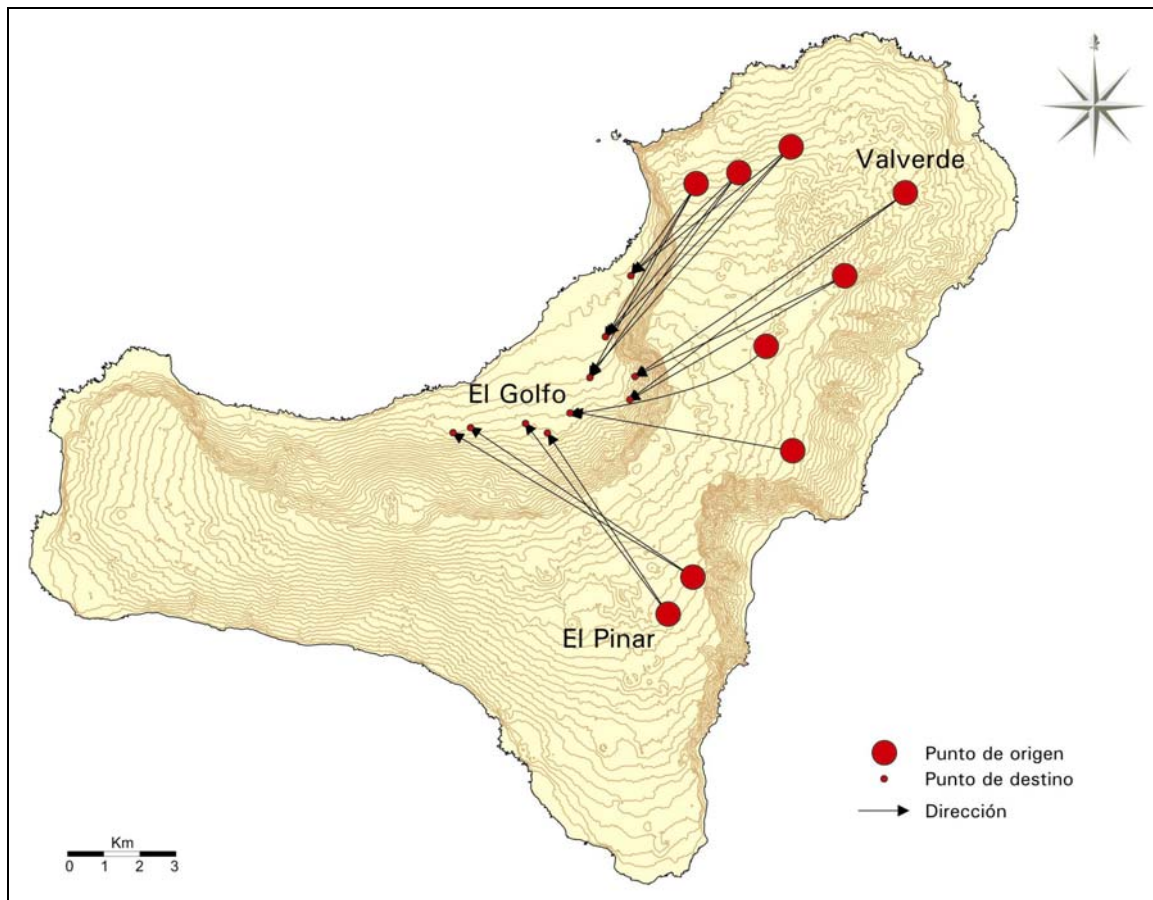 Valverde
El Golfo
El Pinar
Punto de origen
Punto de destino
Dirección
Km
0 1 2 3